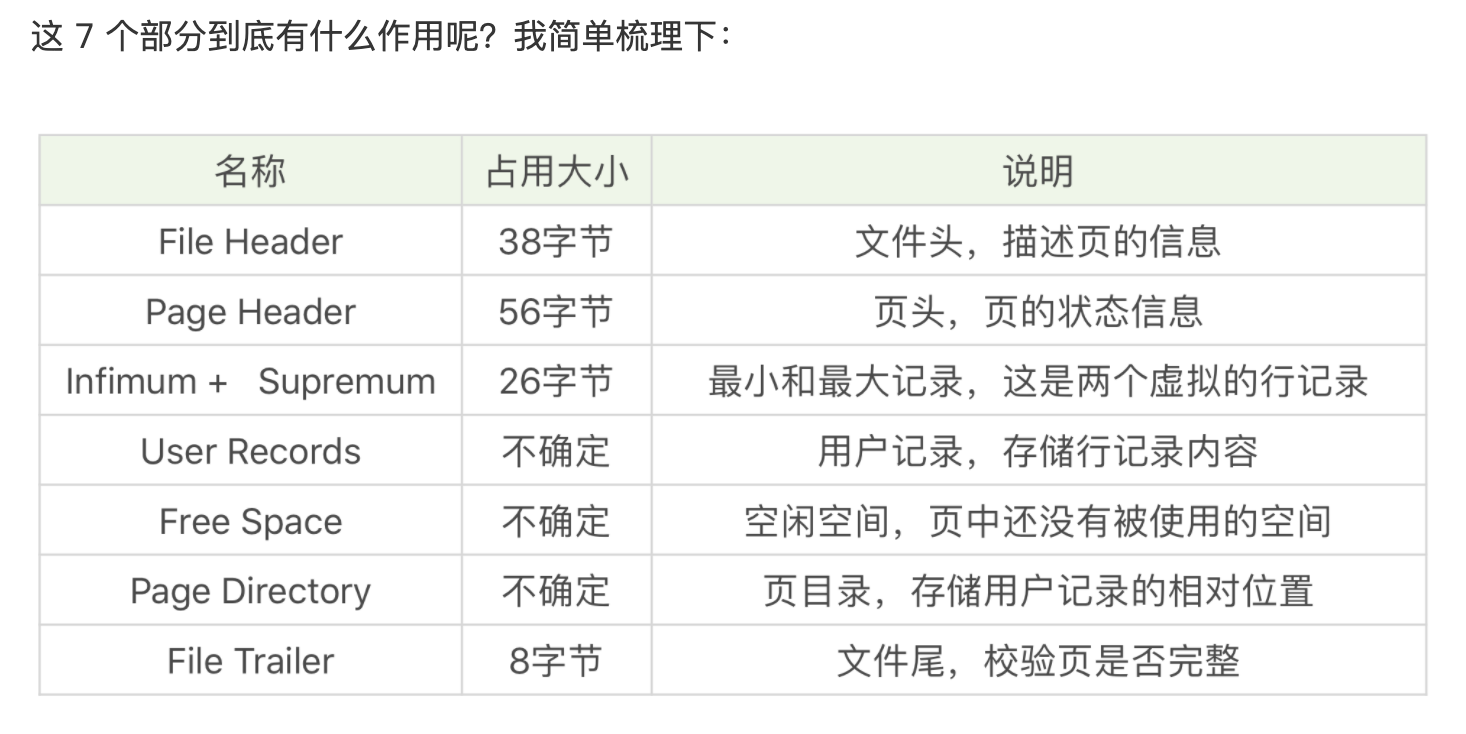 这 7 个部分到底有什么作用呢？我简单梳理下：
名称 占用大小 说明
File Header 38字节 文件头，描述页的信息
Page Header 56字节 页头，页的状态信息
Infimum + Supremum 26字节 最小和最大记录，这是两个虚拟的行记录
User Records 不确定 用户记录，存储行记录内容
Free Space 不确定 空闲空间，页中还没有被使用的空间
Page Directory 不确定 页目录，存储用户记录的相对位置
File Trailer 8字节 文件尾，校验页是否完整